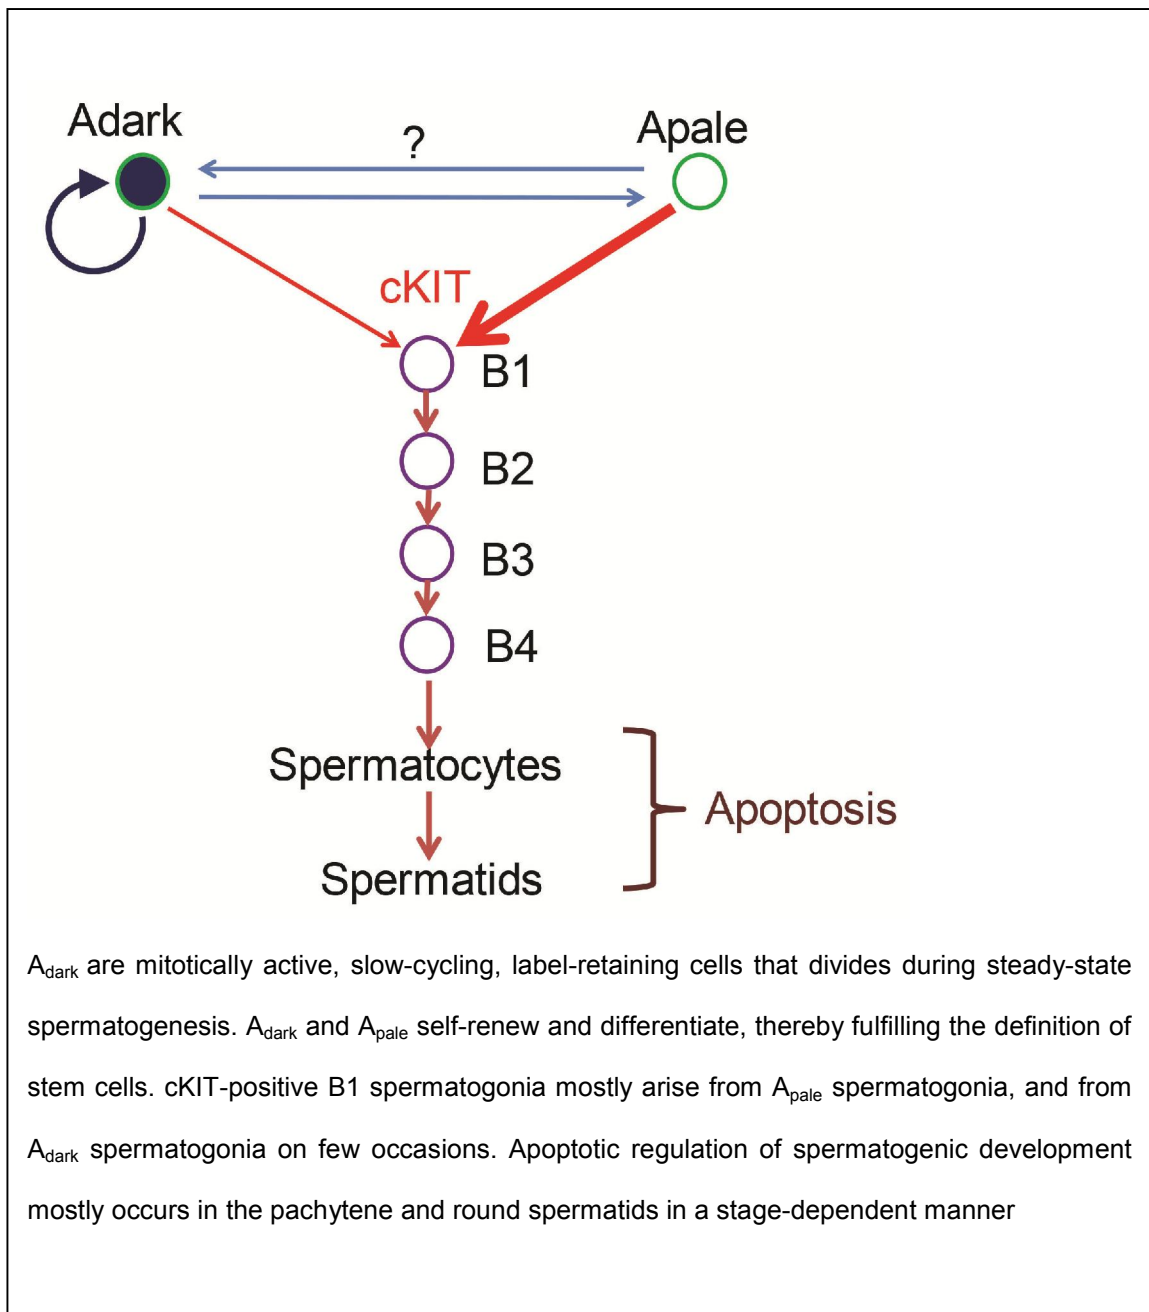 Adark
?
Apale
cKIT
B1
B2
B3
B4
Spermatocytes
Apoptosis
Spermatids
Adark are mitotically active, slow-cycling, label-retaining cells that divides during steady-state
spermatogenesis. Adark and Apale self-renew and differentiate, thereby fulfilling the definition of
stem cells. cKIT-positive B1 spermatogonia mostly arise from Apale spermatogonia, and from
Adark spermatogonia on few occasions. Apoptotic regulation of spermatogenic development
mostly occurs in the pachytene and round spermatids in a stage-dependent manner